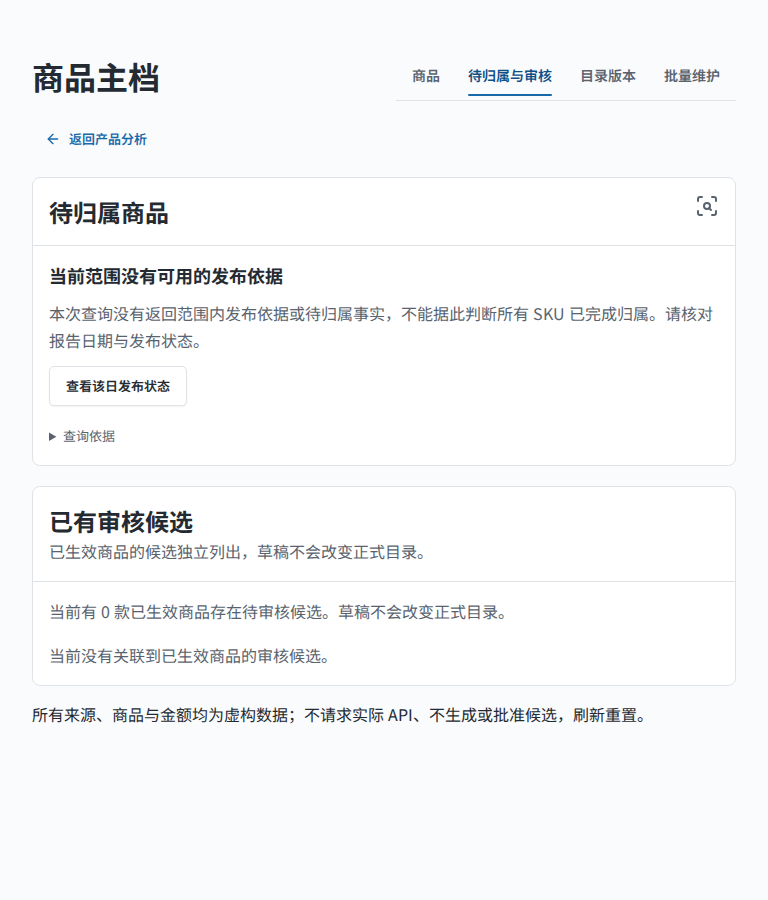 商品主档
商品 待归属与审核 目录版本 批量维护
返回产品分析
待归属商品
当前范围没有可用的发布依据
本次查询没有返回范围内发布依据或待归属事实，不能据此判断所有 SKU 已完成归属。请核对
报告日期与发布状态。
查看该日发布状态
查询依据
已有审核候选
已生效商品的候选独立列出，草稿不会改变正式目录。
当前有 0 款已生效商品存在待审核候选。草稿不会改变正式目录。
当前没有关联到已生效商品的审核候选。
所有来源、商品与金额均为虚构数据；不请求实际 API、不生成或批准候选，刷新重置。